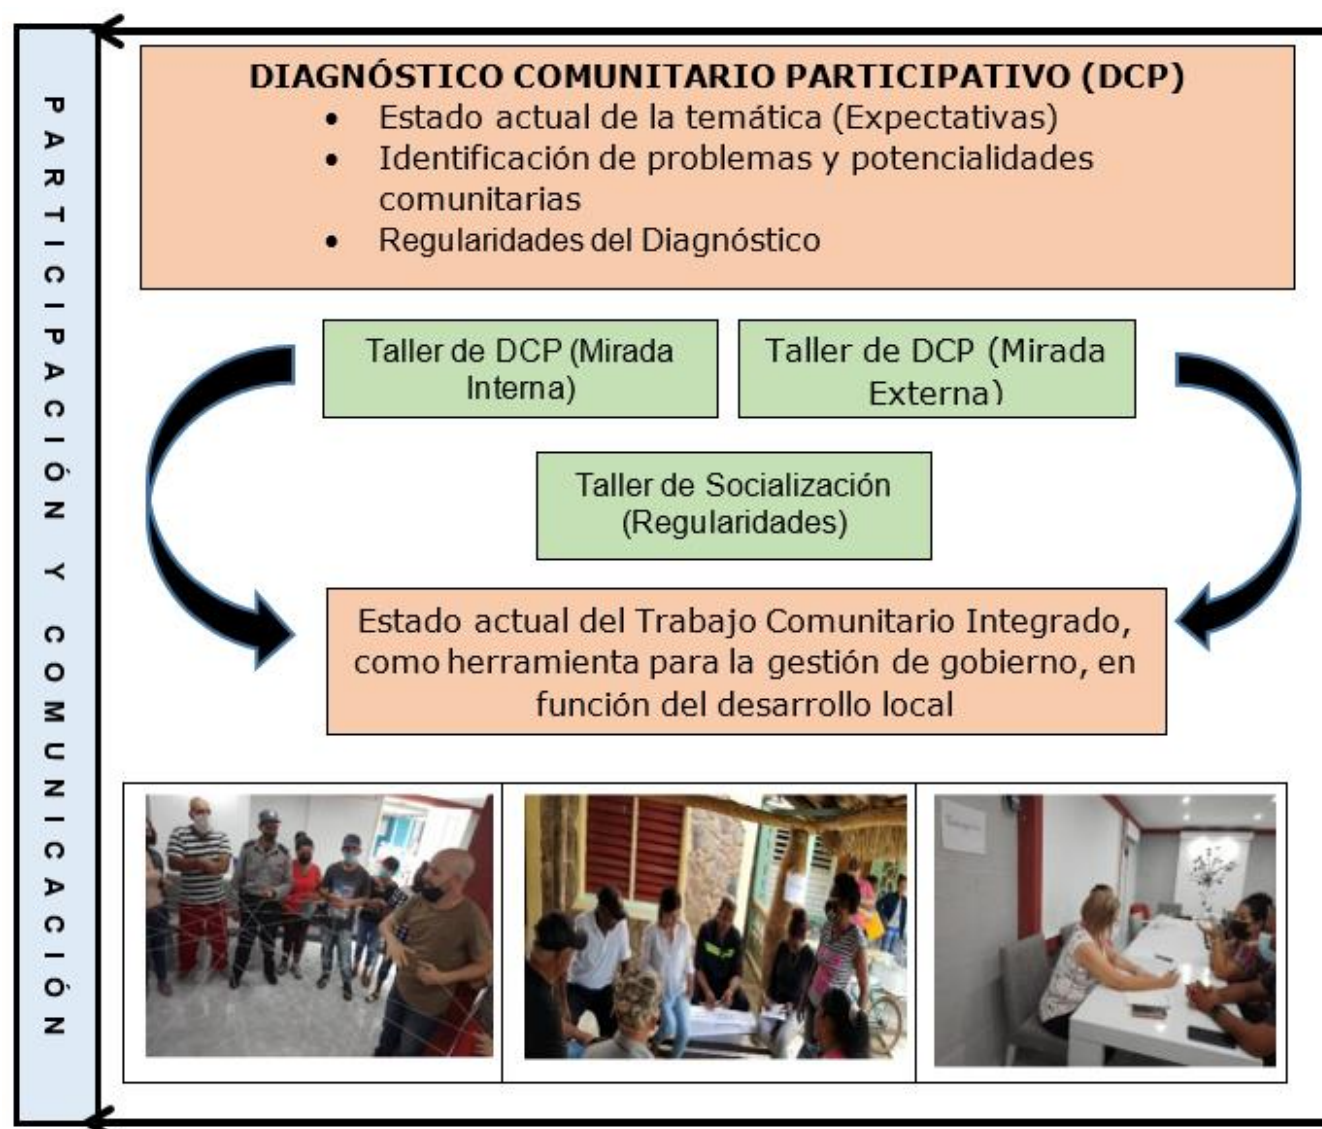 PARTICIPACIÓN Y COMUNICACIÓN
DIAGNÓSTICO COMUNITARIO PARTICIPATIVO (DCP)
• Estado actual de la temática (Expectativas)
• Identificación de problemas y potencialidades
comunitarias
• Regularidades del Diagnóstico
Taller de DCP (Mirada
Interna)
Taller de DCP (Mirada
Externa)
Taller de Socialización
(Regularidades)
Estado actual del Trabajo Comunitario Integrado,
como herramienta para la gestión de gobierno, en
función del desarrollo local